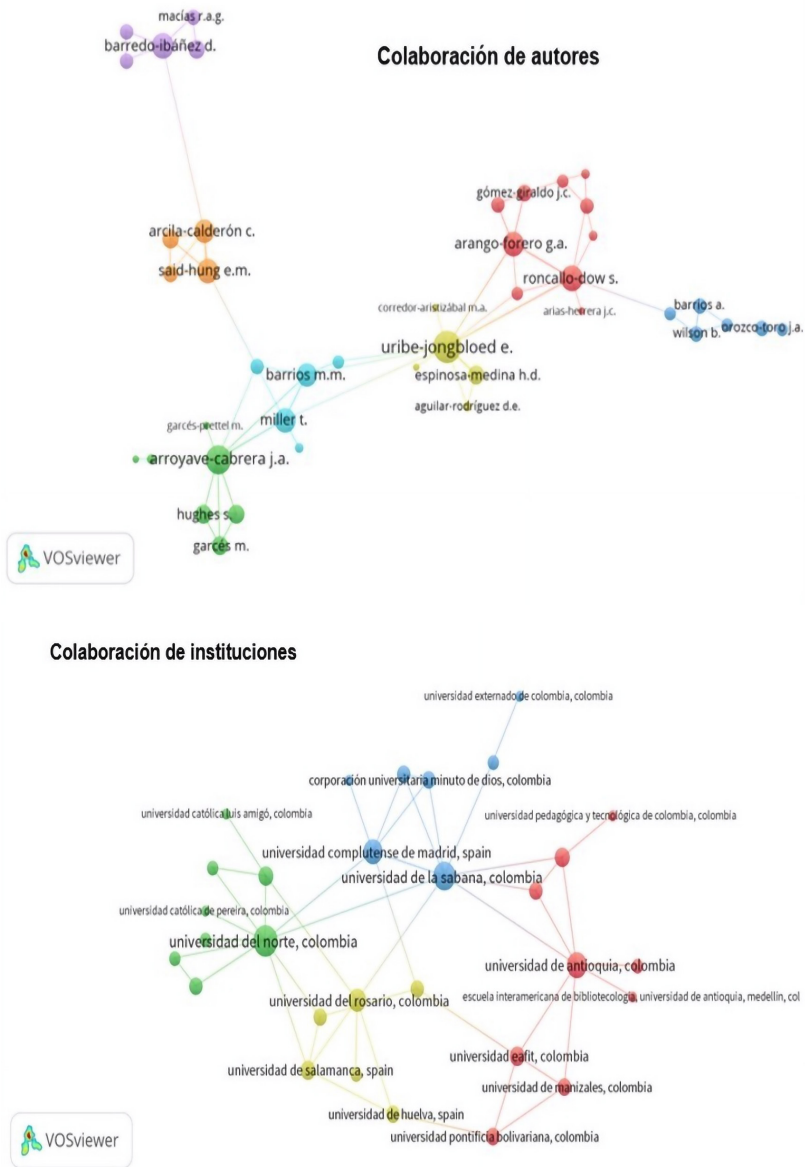 macías r.a.g.
barredo-ibáñez d.
Colaboración de autores
gómez-giraldo j.c.
arcila-calderón c.
arango-forero g.a.
said-hung e.m.
roncallo-dow s.
corredor-aristizábal m.a.
arias-herrera j.c.
barrios a.
wilson b.
orozco-toro j.a.
uribe-jongbloed e.
barrios m.m.
espinosa-medina h.d.
aguilar-rodríguez d.e.
miller t.
garcés-prettel m.
arroyave-cabrera j.a.
hughes s.
garcés m.
VOSviewer
Colaboración de instituciones
universidad externado de colombia, colombia
corporación universitaria minuto de dios, colombia
universidad católica luis amigó, colombia
universidad pedagógica y tecnológica de colombia, colombia
universidad complutense de madrid, spain
universidad de la sabana, colombia
universidad católica de pereira, colombia
universidad del norte, colombia
universidad de antioquia, colombia
universidad del rosario, colombia
escuela interamericana de bibliotecología, universidad de antioquia, medellín, col
universidad eafit, colombia
universidad de salamanca, spain
universidad de manizales, colombia
universidad de huelva, spain
universidad pontificia bolivariana, colombia
VOSviewer